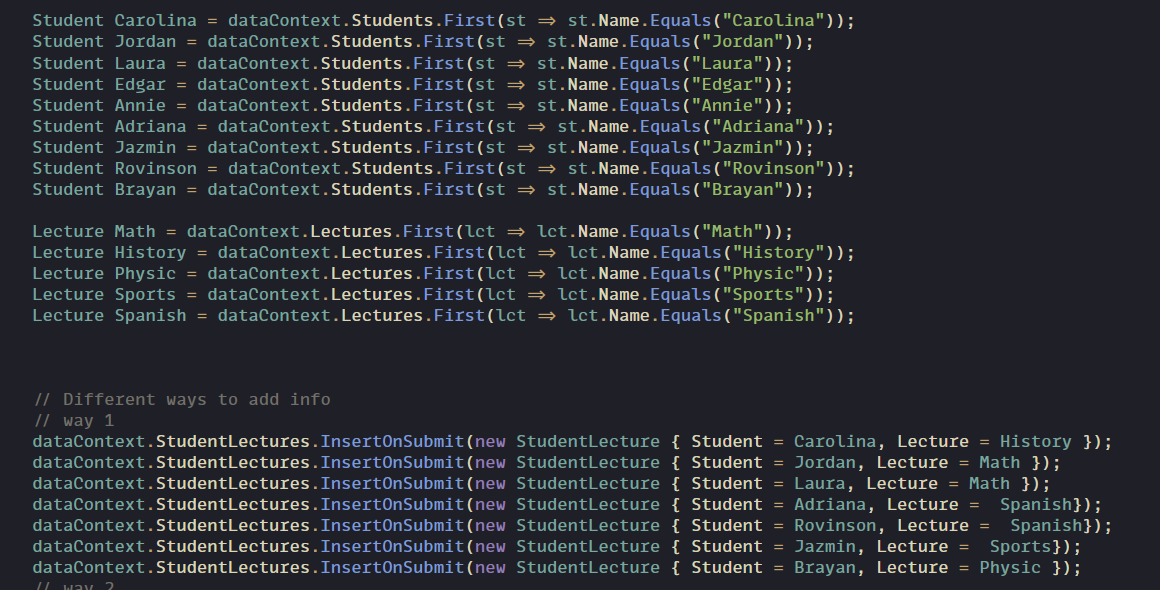 Student Carolina = dataContext.Students.First(st => st.Name.Equals("Carolina"));
Student Jordan = dataContext.Students.First(st => st.Name.Equals("Jordan"));
Student Laura = dataContext.Students.First(st => st.Name.Equals("Laura"));
Student Edgar = dataContext.Students.First(st => st.Name.Equals("Edgar"));
Student Annie = dataContext.Students.First(st => st.Name.Equals("Annie"));
Student Adriana = dataContext.Students.First(st => st.Name.Equals("Adriana"));
Student Jazmin = dataContext.Students.First(st => st.Name.Equals("Jazmin"));
Student Rovinson = dataContext.Students.First(st => st.Name.Equals("Rovinson"));
Student Brayan = dataContext.Students.First(st => st.Name.Equals("Brayan"));
Lecture Math = dataContext.Lectures.First(lct => lct.Name.Equals("Math"));
Lecture History = dataContext.Lectures.First(lct => lct.Name.Equals("History"));
Lecture Physic = dataContext.Lectures.First(lct => lct.Name.Equals("Physic"));
Lecture Sports = dataContext.Lectures.First(lct => lct.Name.Equals("Sports"));
Lecture Spanish = dataContext.Lectures.First(lct => lct.Name.Equals("Spanish"));
// Different ways to add info
// way 1
dataContext.StudentLectures.InsertOnSubmit(new StudentLecture { Student = Carolina, Lecture = History });
dataContext.StudentLectures.InsertOnSubmit(new StudentLecture { Student = Jordan, Lecture = Math });
dataContext.StudentLectures.InsertOnSubmit(new StudentLecture { Student = Laura, Lecture = Math });
dataContext.StudentLectures.InsertOnSubmit(new StudentLecture { Student = Adriana, Lecture =  Spanish});
dataContext.StudentLectures.InsertOnSubmit(new StudentLecture { Student = Rovinson, Lecture =  Spanish});
dataContext.StudentLectures.InsertOnSubmit(new StudentLecture { Student = Jazmin, Lecture =  Sports});
dataContext.StudentLectures.InsertOnSubmit(new StudentLecture { Student = Brayan, Lecture = Physic });
// way 2